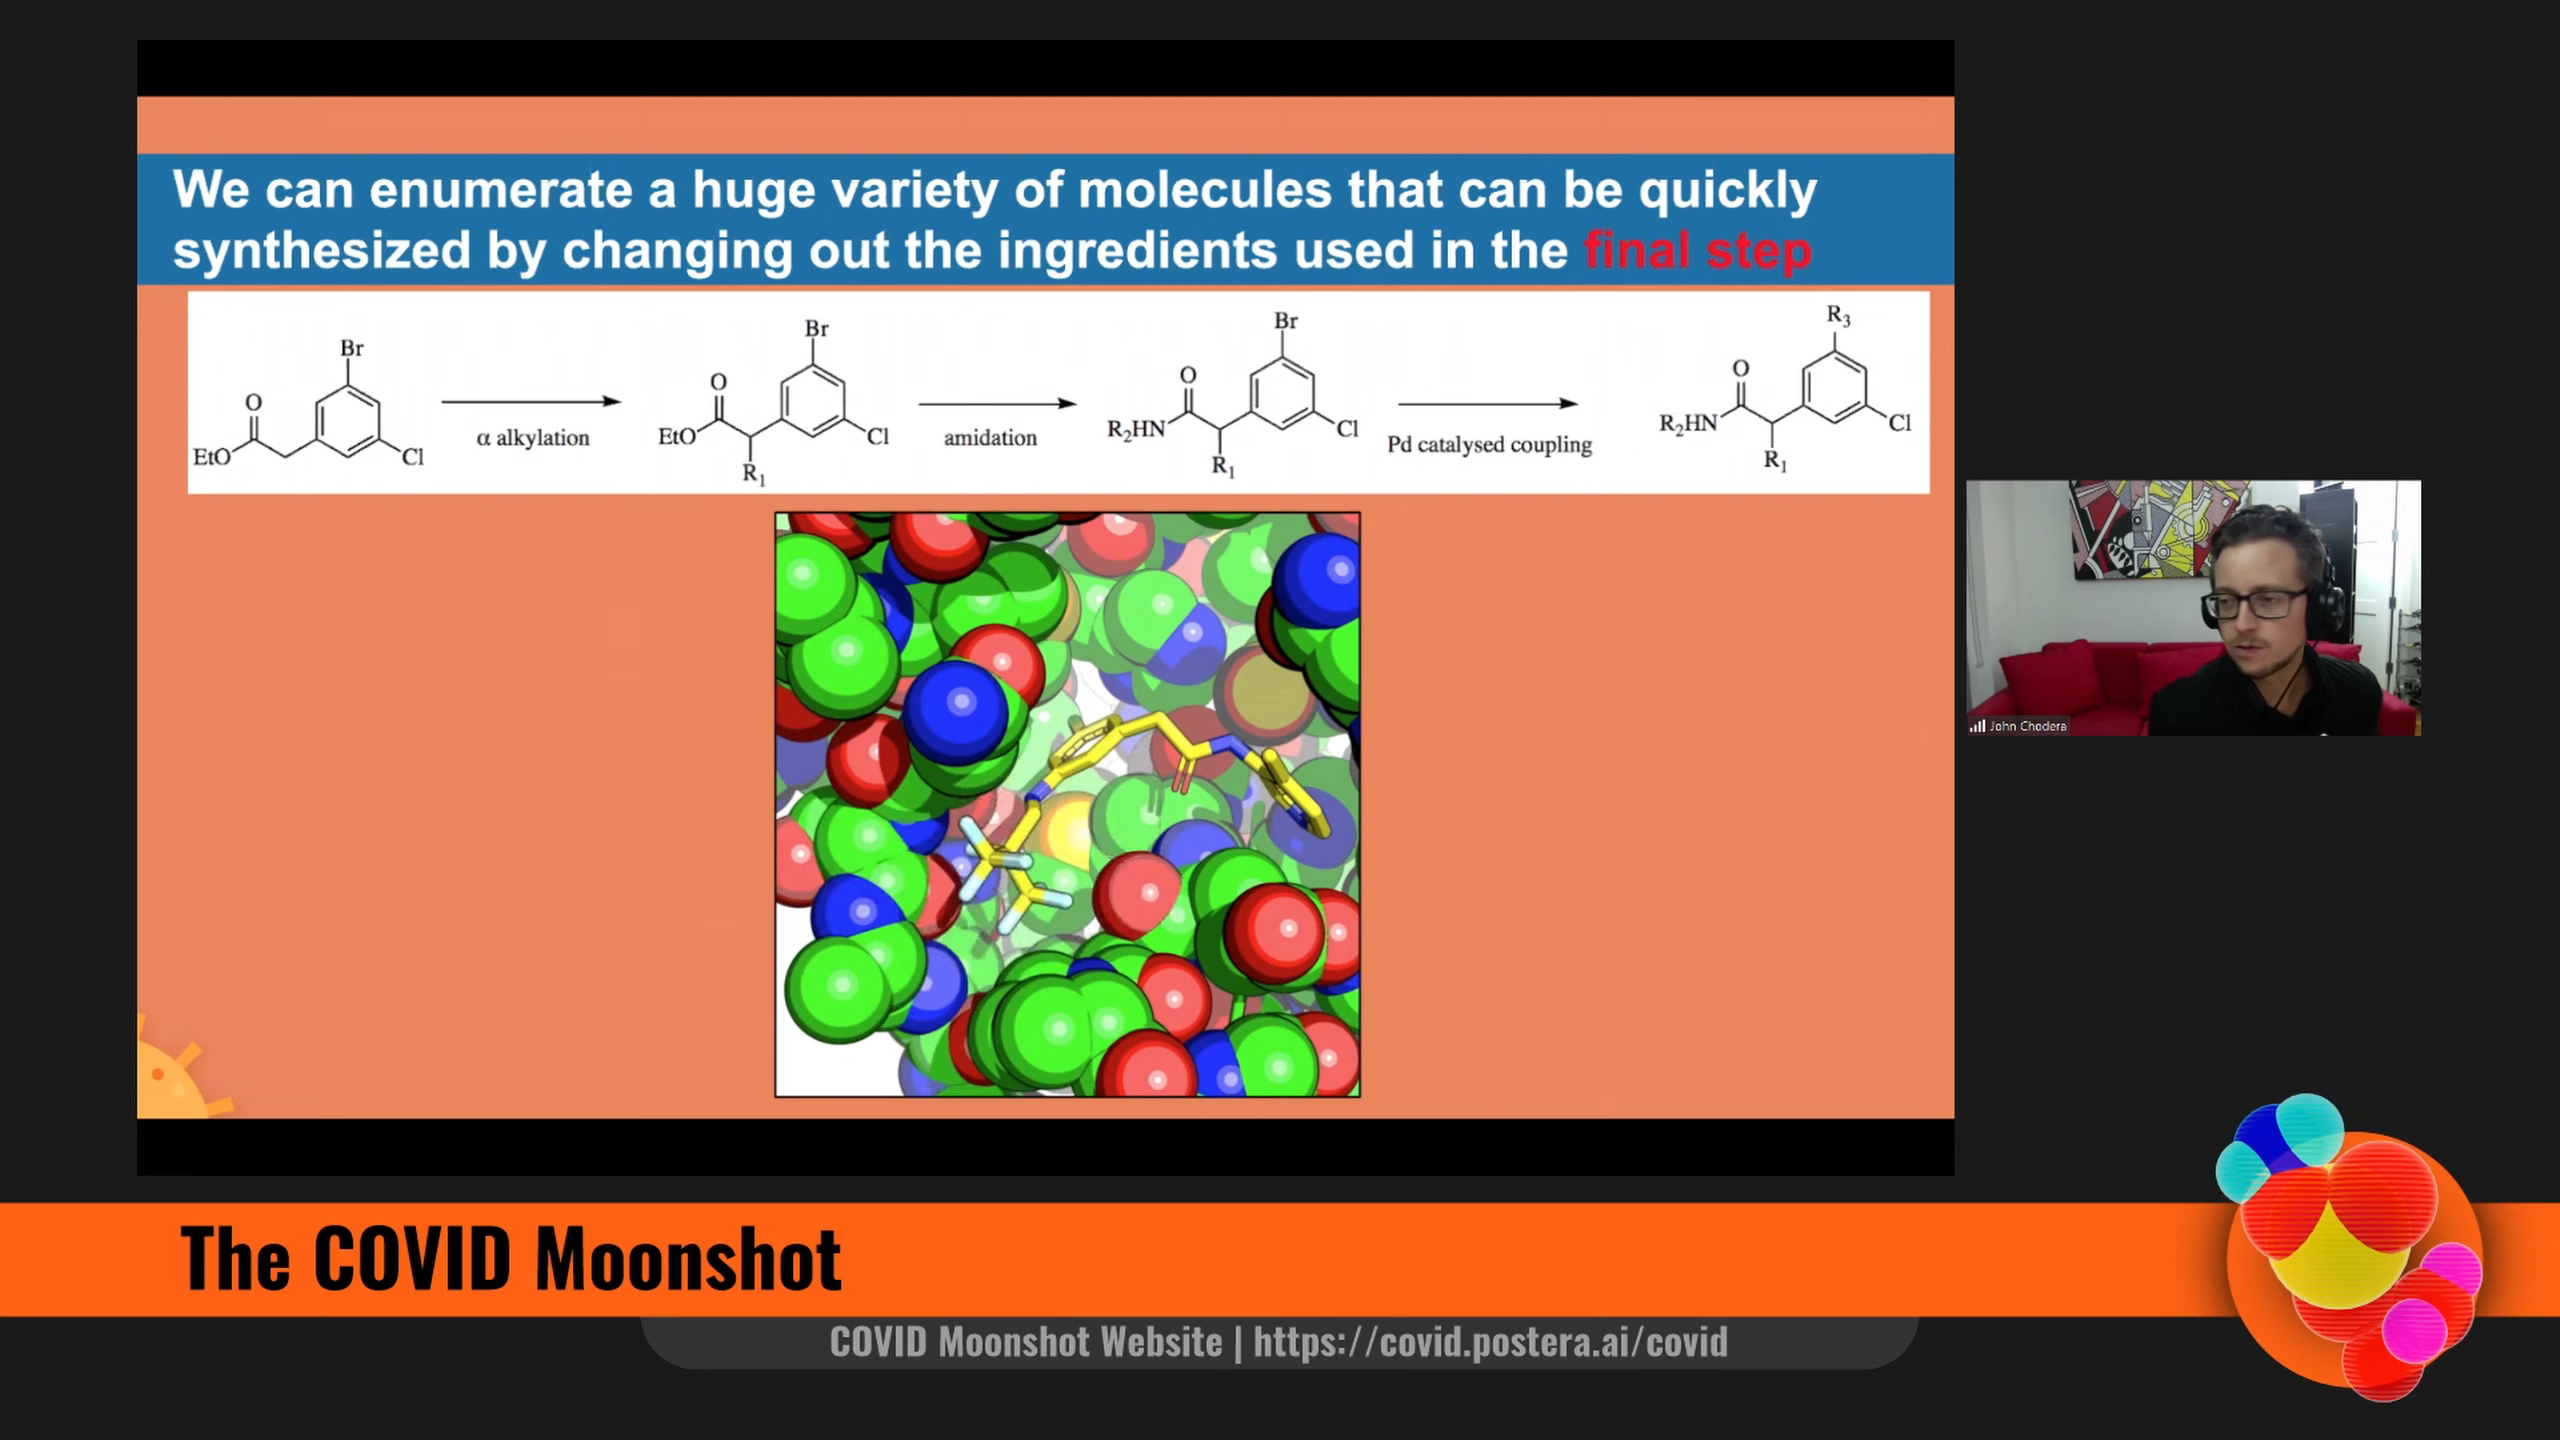 We can enumerate a huge variety of molecules that can be quickly
synthesized by changing out the ingredients used in the final step
Br
O
EtO
Cl
α alkylation
Br
O
EtO
Cl
R₁
amidation
Br
O
R₂HN
Cl
R₁
Pd catalysed coupling
R₃
O
R₂HN
Cl
R₁
John Chodera
The COVID Moonshot
COVID Moonshot Website | https://covid.postera.ai/covid